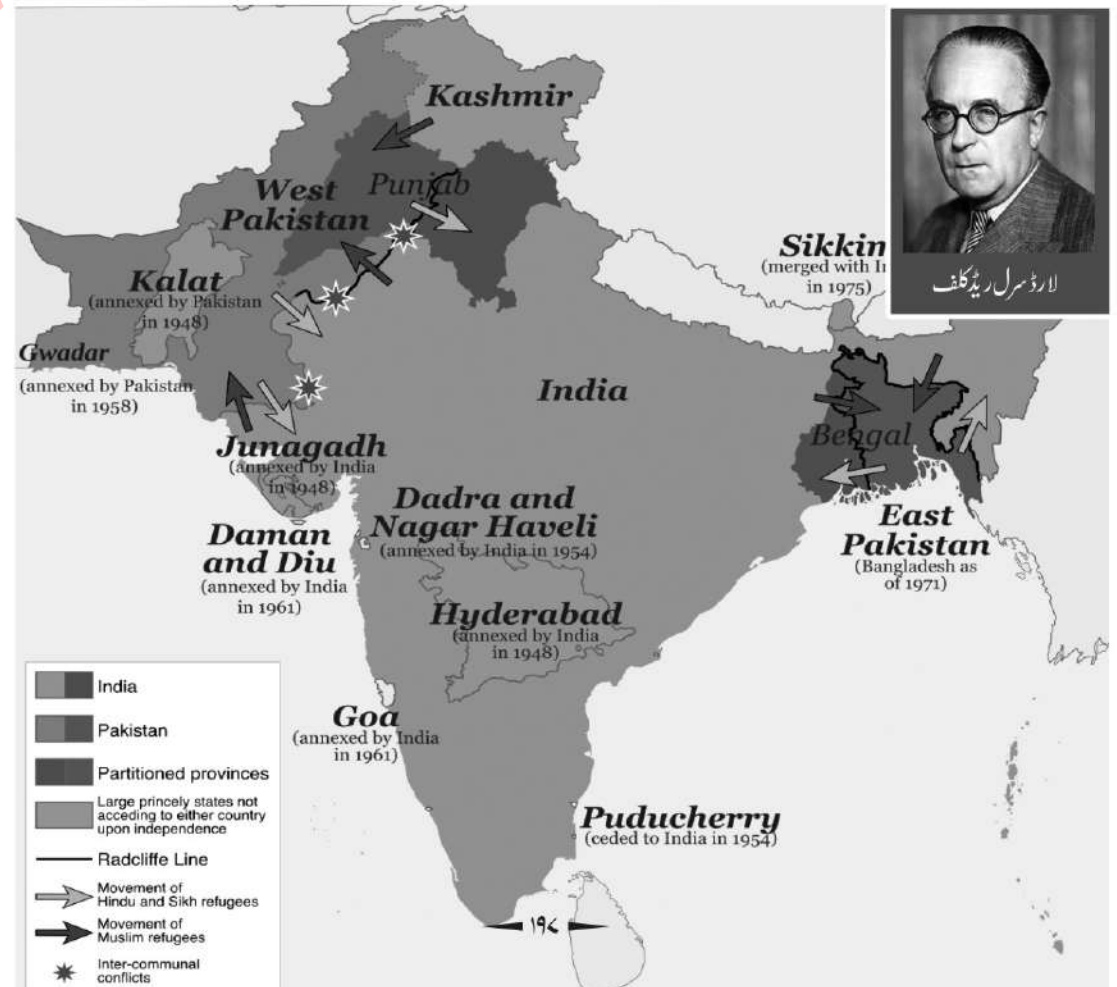 Kashmir
West
Pakistan
Punjab
Kalat
(annexed by Pakistan
in 1948)
Gwadar
(annexed by Pakistan
in 1958)
Sikkin
(merged with In
in 1975)
لارڈ سرل ریڈکلف
India
Bengal
Junagadh
(annexed by India
in 1948)
Daman
and Diu
(annexed by India
in 1961)
Dadra and
Nagar Haveli
(annexed by India in 1954)
East
Pakistan
(Bangladesh as
of 1971)
Hyderabad
(annexed by India
in 1948)
Goa
(annexed by India
in 1961)
Puducherry
(ceded to India in 1954)
India
Pakistan
Partitioned provinces
Large princely states not
acceding to either country
upon independence
Radcliffe Line
Movement of
Hindu and Sikh refugees
Movement of
Muslim refugees
Inter-communal
conflicts
۱۹۸